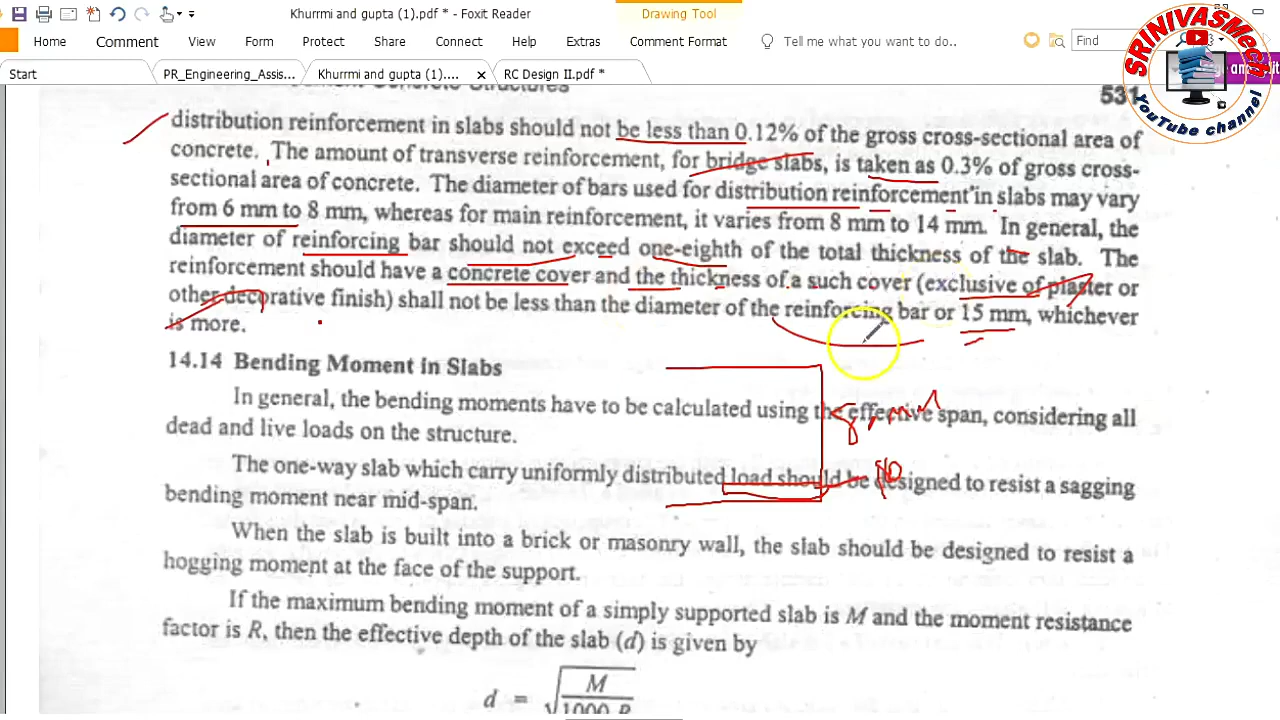 Khurrmi and gupta (1).pdf * - Foxit Reader
Drawing Tool
Home Comment View Form Protect Share Connect Help Extras Comment Format Tell me what you want to do.. Find
Start PR_Engineering_Assis... Khurrmi and gupta (1).... RC Design II.pdf *
SRINIVASMech
YouTube channel
Concrete Structures 531
distribution reinforcement in slabs should not be less than 0.12% of the gross cross-sectional area of
concrete. The amount of transverse reinforcement, for bridge slabs, is taken as 0.3% of gross cross-
sectional area of concrete. The diameter of bars used for distribution reinforcement in slabs may vary
from 6 mm to 8 mm, whereas for main reinforcement, it varies from 8 mm to 14 mm. In general, the
diameter of reinforcing bar should not exceed one-eighth of the total thickness of the slab. The
reinforcement should have a concrete cover and the thickness of a such cover (exclusive of plaster or
other decorative finish) shall not be less than the diameter of the reinforcing bar or 15 mm, whichever
is more.
14.14 Bending Moment in Slabs
In general, the bending moments have to be calculated using the effective span, considering all
dead and live loads on the structure.
The one-way slab which carry uniformly distributed load should be designed to resist a sagging
bending moment near mid-span.
When the slab is built into a brick or masonry wall, the slab should be designed to resist a
hogging moment at the face of the support.
If the maximum bending moment of a simply supported slab is M and the moment resistance
factor is R, then the effective depth of the slab (d) is given by
d = √ M
1000 R